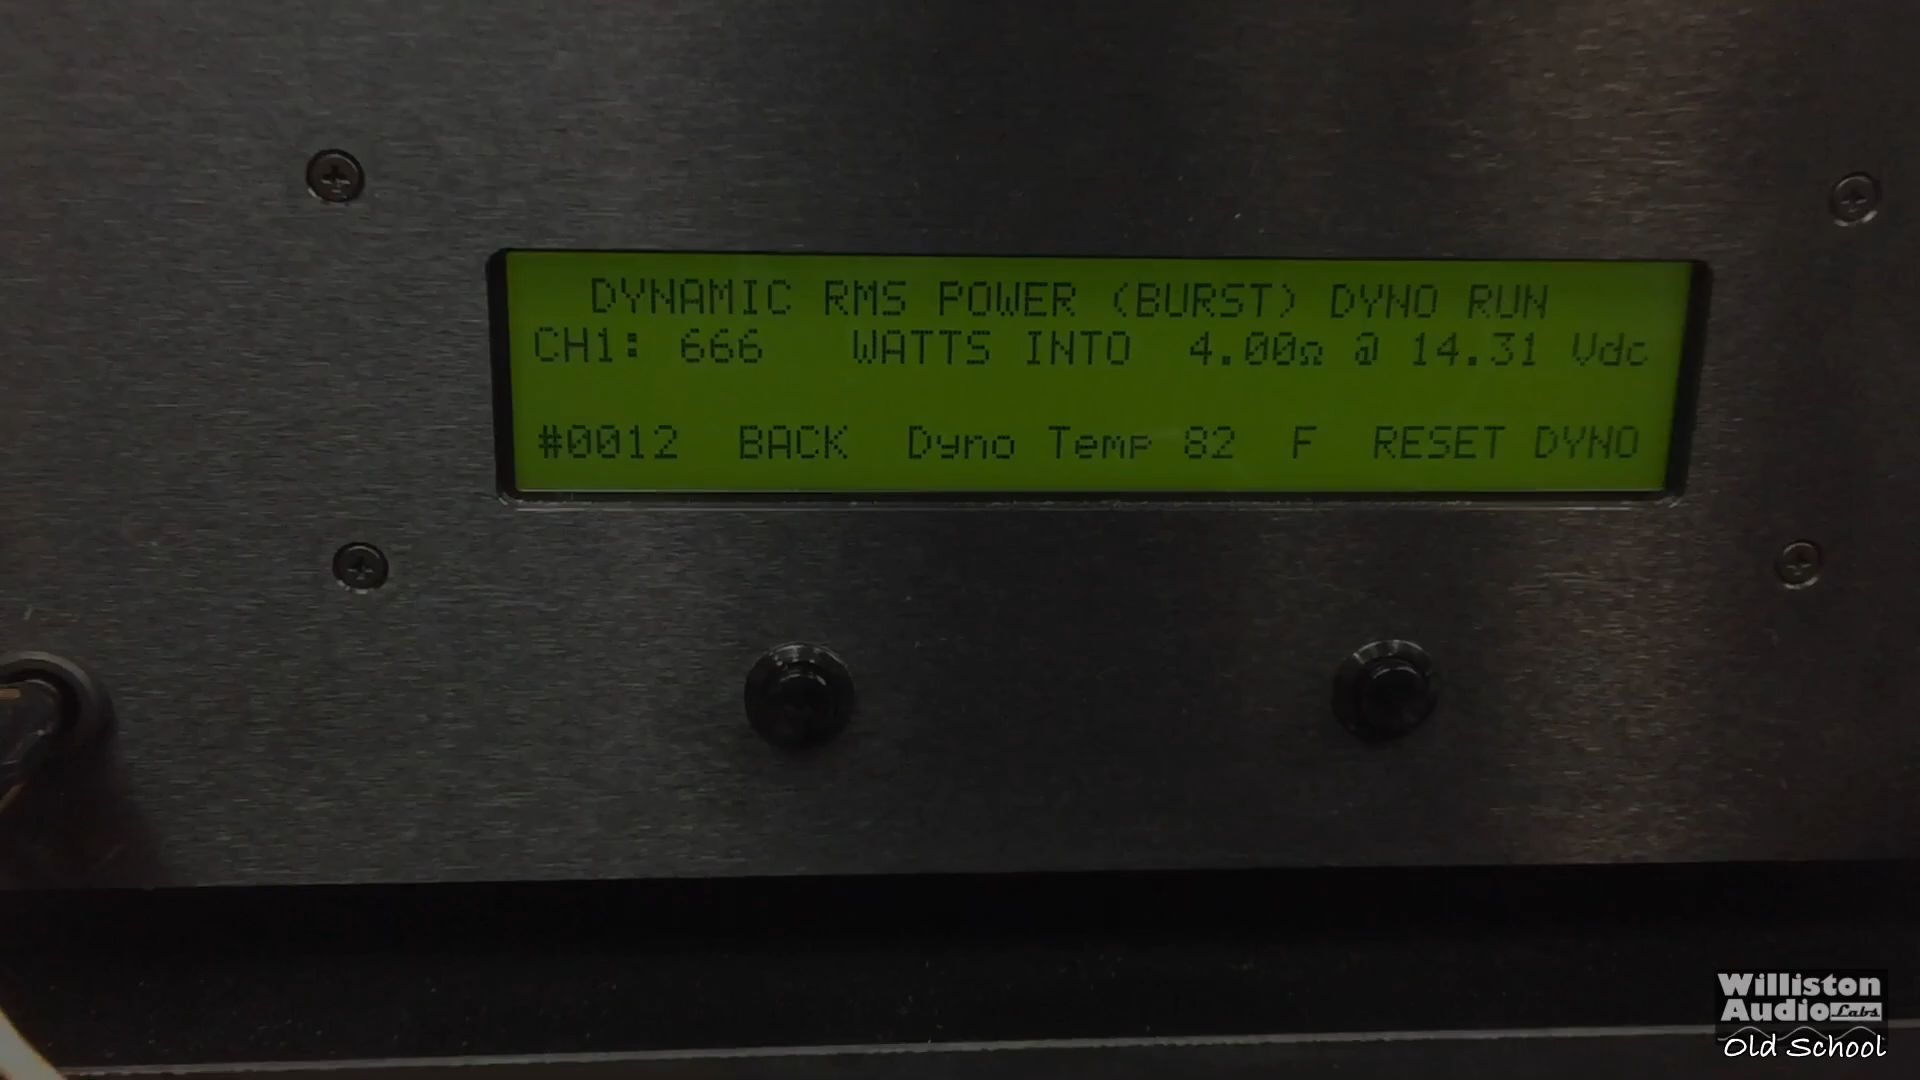 DYNAMIC RMS POWER (BURST) DYNO RUN
CH1: 666 WATTS INTO 4.00Ω @ 14.31 Vdc
#0012 BACK Dyno Temp 82 F RESET DYNO
Williston
Audio Labs
Old School